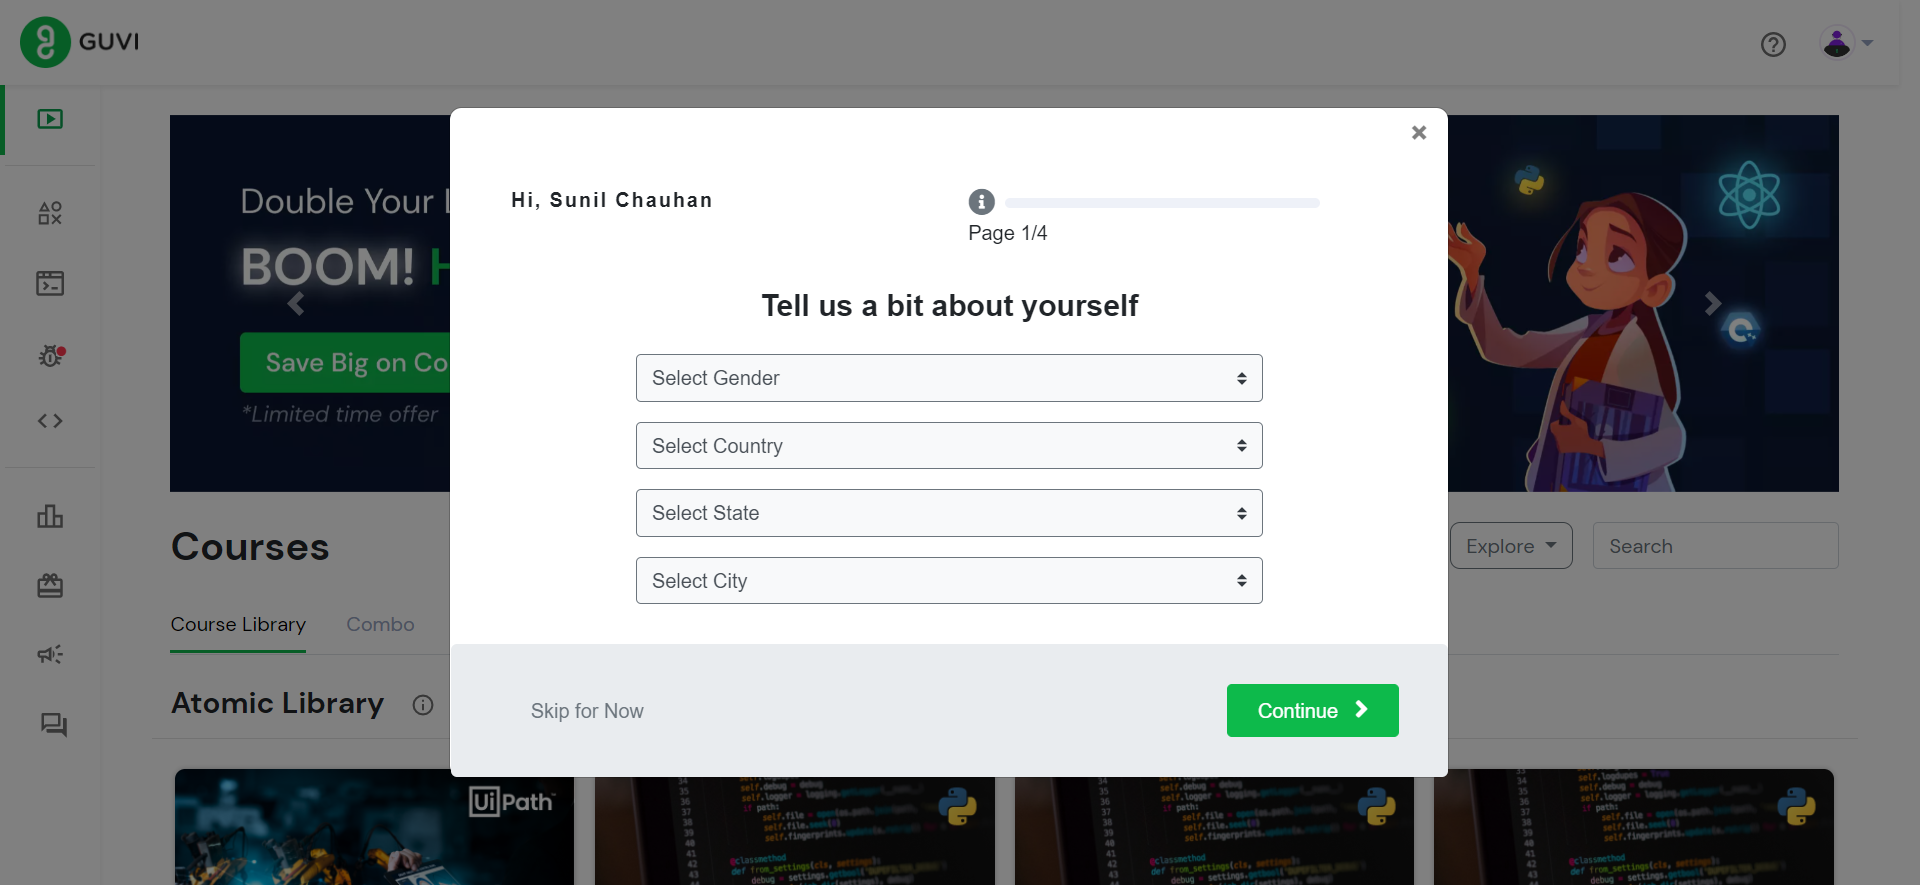 GUVI
Hi, Sunil Chauhan
Page 1/4
Tell us a bit about yourself
Select Gender
Select Country
Select State
Select City
Skip for Now
Continue
Double Your
BOOM!
Save Big on Co
*Limited time offer
Courses
Explore
Search
Course Library
Combo
Atomic Library
UiPath